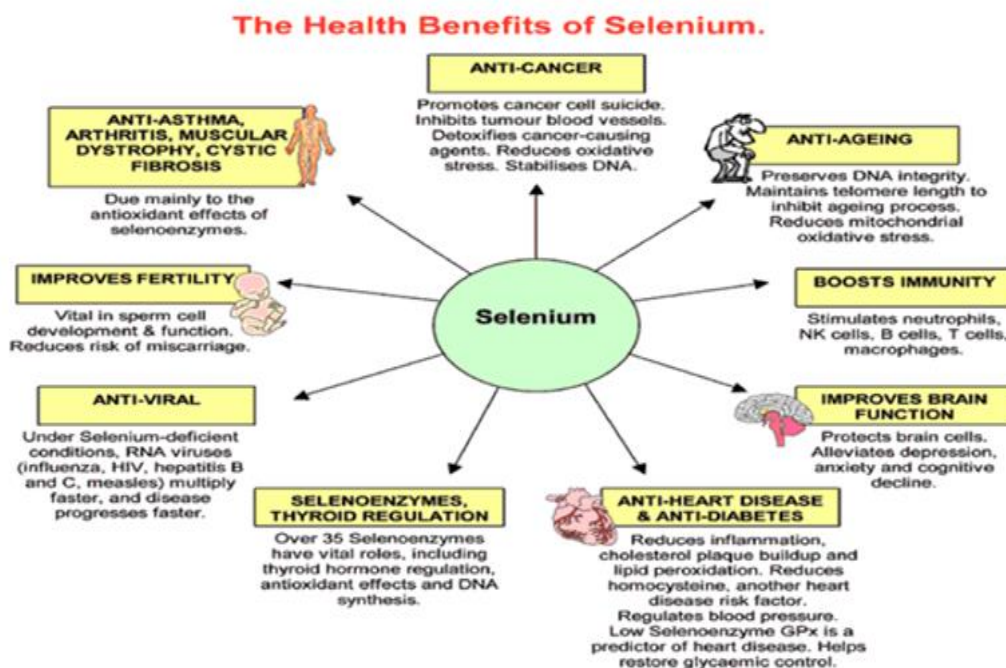 The Health Benefits of Selenium.
ANTI-CANCER
Promotes cancer cell suicide.
Inhibits tumour blood vessels.
Detoxifies cancer-causing
agents. Reduces oxidative
stress. Stabilises DNA.
ANTI-ASTHMA,
ARTHRITIS, MUSCULAR
DYSTROPHY, CYSTIC
FIBROSIS
Due mainly to the
antioxidant effects of
selenoenzymes.
ANTI-AGEING
Preserves DNA integrity.
Maintains telomere length to
inhibit ageing process.
Reduces mitochondrial
oxidative stress.
IMPROVES FERTILITY
Vital in sperm cell
development & function.
Reduces risk of miscarriage.
Selenium
BOOSTS IMMUNITY
Stimulates neutrophils,
NK cells, B cells, T cells,
macrophages.
ANTI-VIRAL
Under Selenium-deficient
conditions, RNA viruses
(influenza, HIV, hepatitis B
and C, measles) multiply
faster, and disease
progresses faster.
IMPROVES BRAIN
FUNCTION
Protects brain cells.
Alleviates depression,
anxiety and cognitive
decline.
SELENOENZYMES,
THYROID REGULATION
Over 35 Selenoenzymes
have vital roles, including
thyroid hormone regulation,
antioxidant effects and DNA
synthesis.
ANTI-HEART DISEASE
& ANTI-DIABETES
Reduces inflammation,
cholesterol plaque buildup and
lipid peroxidation. Reduces
homocysteine, another heart
disease risk factor.
Regulates blood pressure.
Low Selenoenzyme GPx is a
predictor of heart disease. Helps
restore glycaemic control.